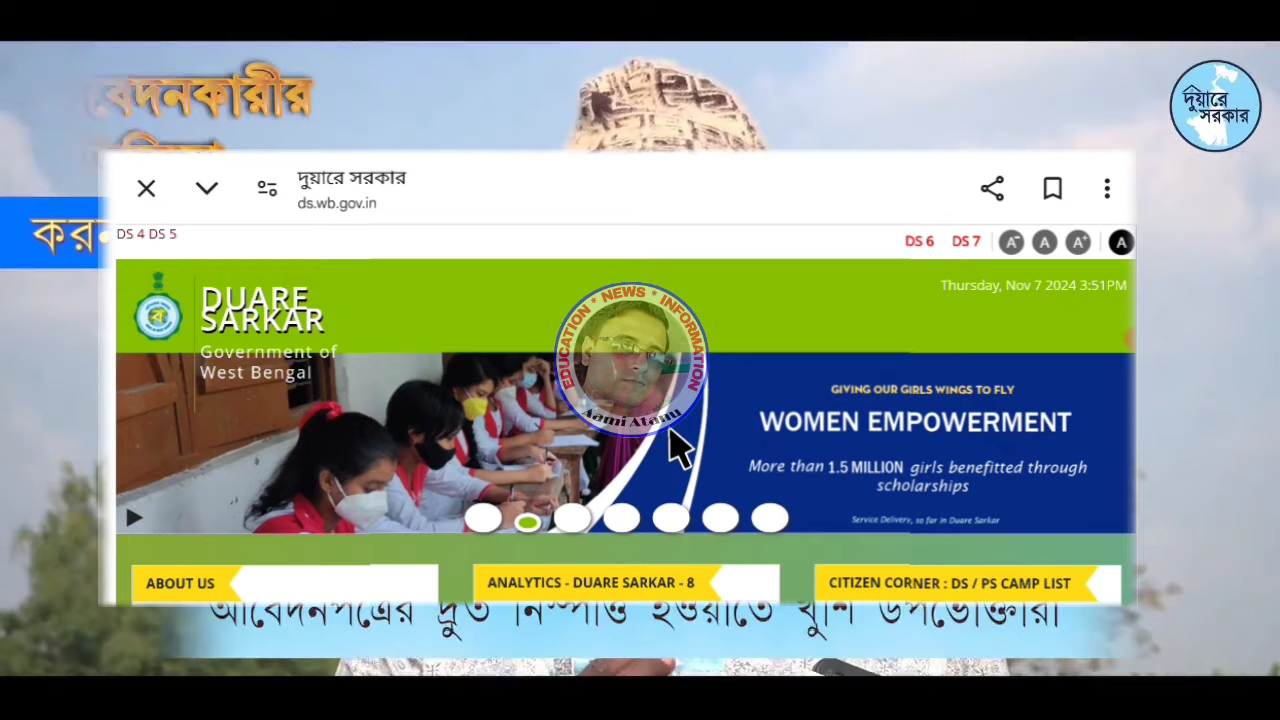 বেদনকারীর
দুয়ারে
সরকার
দুয়ারে সরকার
ds.wb.gov.in
কর
DS 4 DS 5
DS 6 DS 7 A- A A+ A
DUARE
SARKAR
Government of
West Bengal
Thursday, Nov 7 2024 3:51PM
EDUCATION * NEWS * INFORMATION
Aami Atanu
GIVING OUR GIRLS WINGS TO FLY
WOMEN EMPOWERMENT
More than 1.5 MILLION girls benefitted through
scholarships
Service Delivery, so far in Duare Sarkar
ABOUT US
ANALYTICS - DUARE SARKAR - 8
CITIZEN CORNER : DS / PS CAMP LIST
আবেদনপত্রের দ্রুত নিষ্পত্তি হওয়াতে খুশি উপভোক্তারা